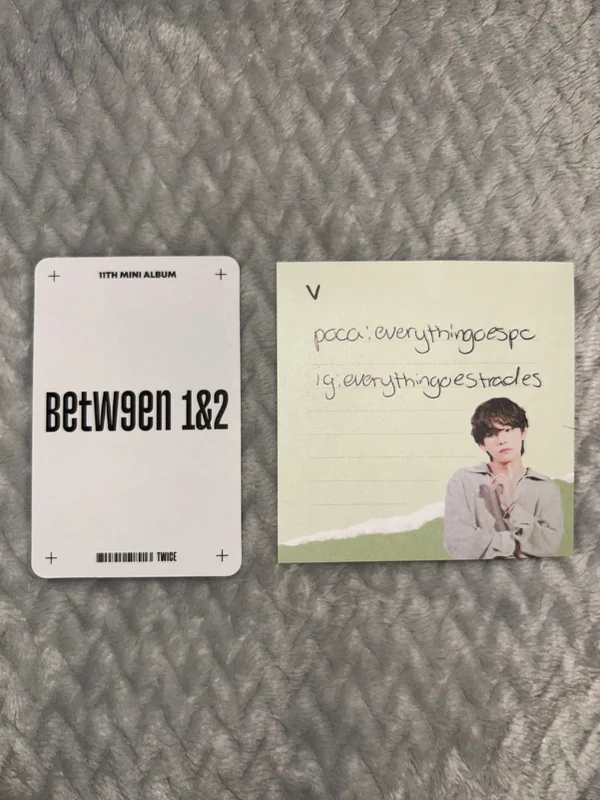 11TH MINI ALBUM
BETW9EN 1&2
TWICE
V
poca: everythingoespc
ig: everythingoestrades